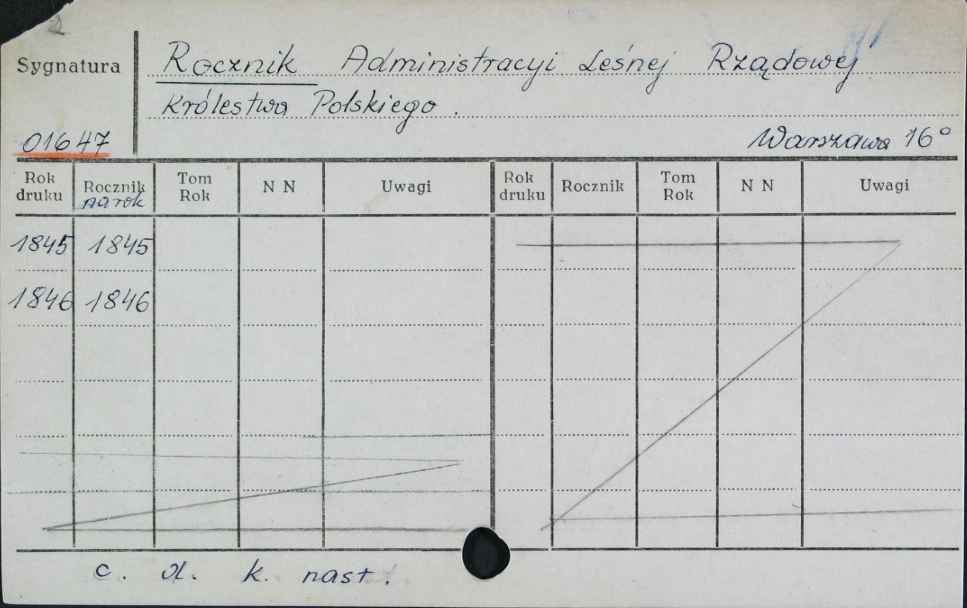 2
Sygnatura
Rocznik Administracyi Leśnej Rządowej
Królestwa Polskiego.
01647
Warszawa 16°
Rok druku Rocznik na rok Tom Rok N N Uwagi Rok druku Rocznik Tom Rok N N Uwagi
1845 1845
1846 1846
c. d. k. nast.